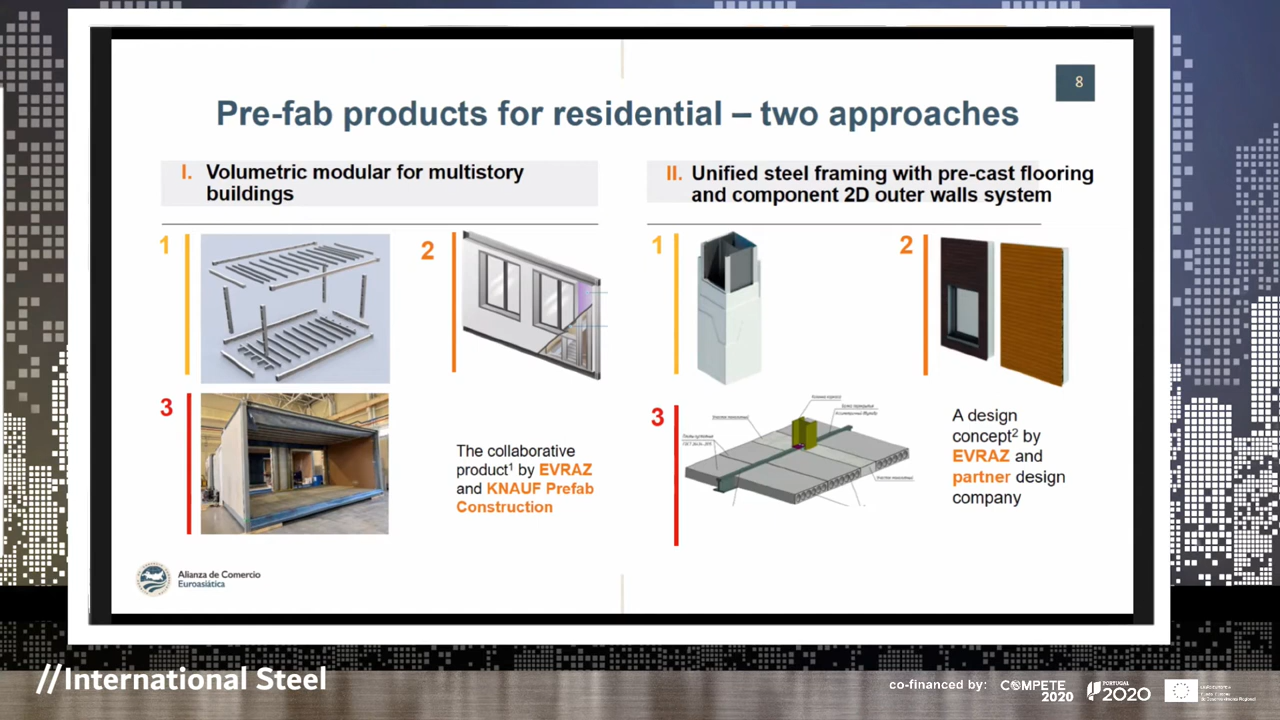 8
Pre-fab products for residential – two approaches
I. Volumetric modular for multistory
buildings
II. Unified steel framing with pre-cast flooring
and component 2D outer walls system
1
2
3
The collaborative
product¹ by EVRAZ
and KNAUF Prefab
Construction
1
2
3
A design
concept² by
EVRAZ and
partner design
company
Alianza de Comercio
Euroasiática
//International Steel
co-financed by:
COMPETE
2020
PORTUGAL
2020